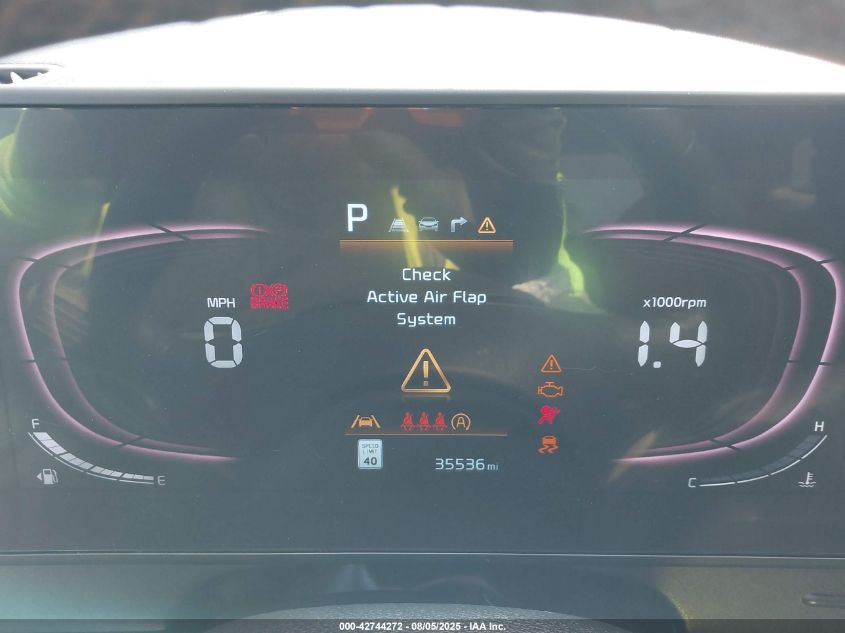 P
Check
Active Air Flap
System
MPH
BRAKE
0
x1000rpm
1.4
F
E
SPEED
LIMIT
40
A
35536 mi
H
C
000-42744272 - 08/05/2025 - IAA Inc.